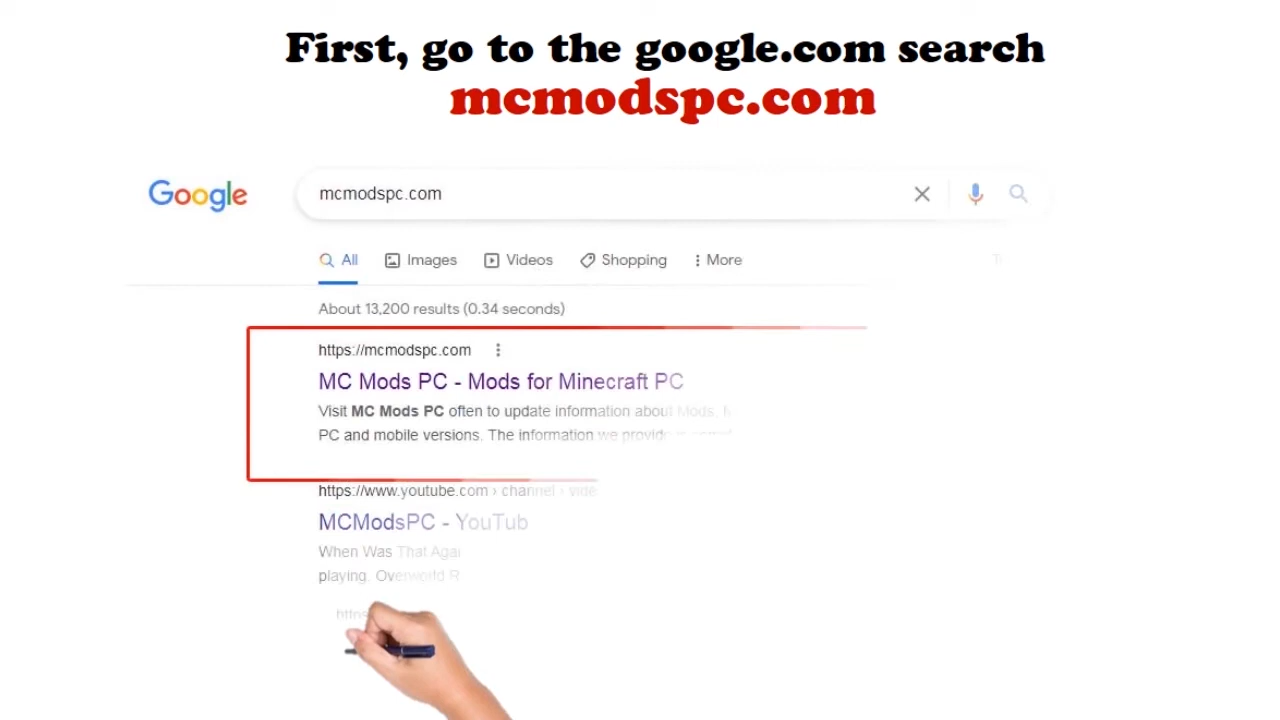 First, go to the google.com search
mcmodspc.com
Google
mcmodspc.com
All Images Videos Shopping More
About 13,200 results (0.34 seconds)
https://mcmodspc.com
MC Mods PC - Mods for Minecraft PC
Visit MC Mods PC often to update information about Mods,
PC and mobile versions. The information we provide
https://www.youtube.com › channel › vide
MCModsPC - YouTub
When Was That Agai
playing. Overworld R
https